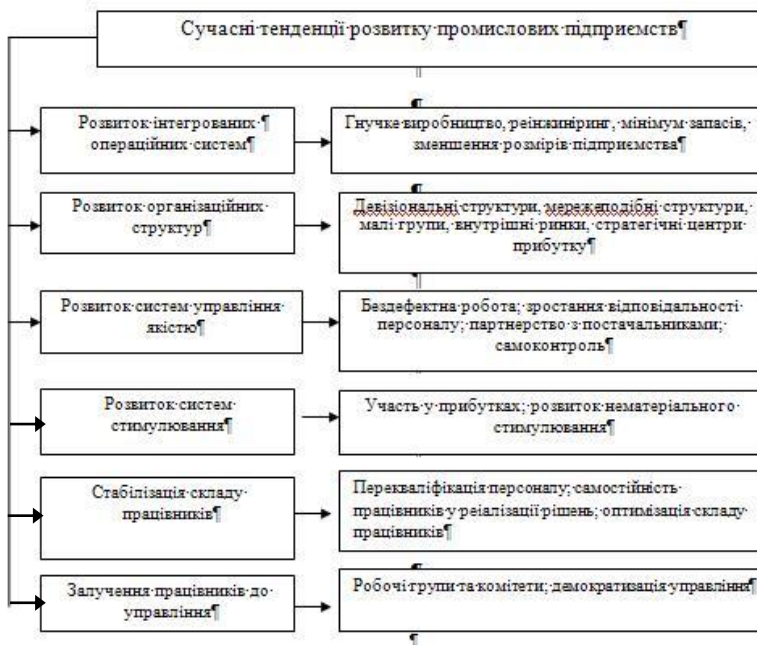 Сучасні тенденції розвитку промислових підприємств¶
¶
¶
Розвиток інтегрованих ¶
операційних систем¶
Гнучке виробництво, реінжиніринг, мінімум запасів,
зменшення розмірів підприємства¶
¶
Розвиток організаційних
структур¶
Девізіональні структури, мережеподібні структури,
малі групи, внутрішні ринки, стратегічні центри
прибутку¶
¶
Розвиток систем управління
якістю¶
Бездефектна робота; зростання відповідальності
персоналу; партнерство з постачальниками;
самоконтроль¶
¶
Розвиток систем
стимулювання¶
Участь у прибутках; розвиток нематеріального
стимулювання¶
¶
Стабілізація складу
працівників¶
Перекваліфікація персоналу; самостійність
працівників у реіалізації рішень; оптимізація складу
працівників¶
¶
Залучення працівників до
управління¶
Робочі групи та комітети; демократизація управління¶
¶